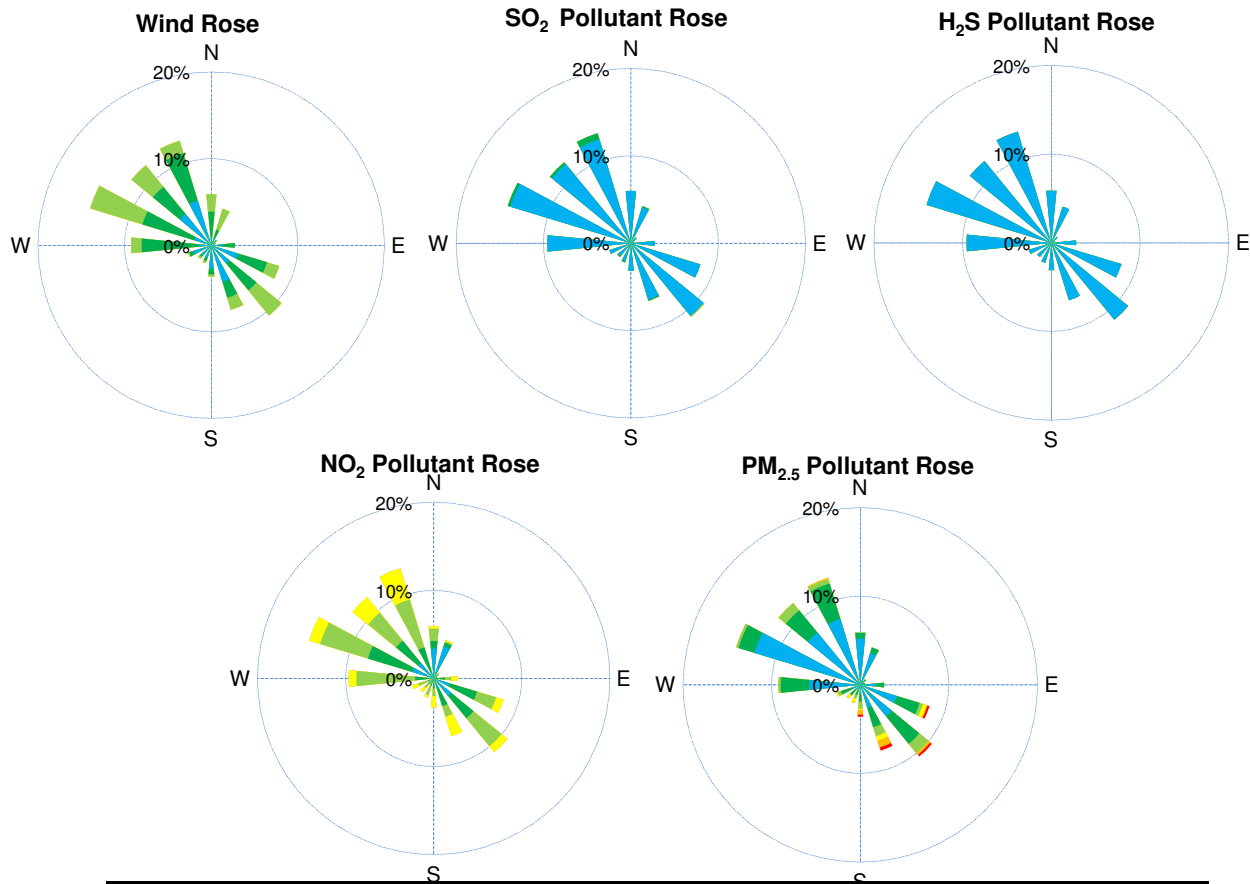 Wind Rose
N
20%
10%
0%
W
E
S
SO₂ Pollutant Rose
N
20%
10%
0%
W
E
S
H₂S Pollutant Rose
N
20%
10%
0%
W
E
S
NO₂ Pollutant Rose
N
20%
10%
0%
W
E
S
PM₂.₅ Pollutant Rose
N
20%
10%
0%
W
E
S